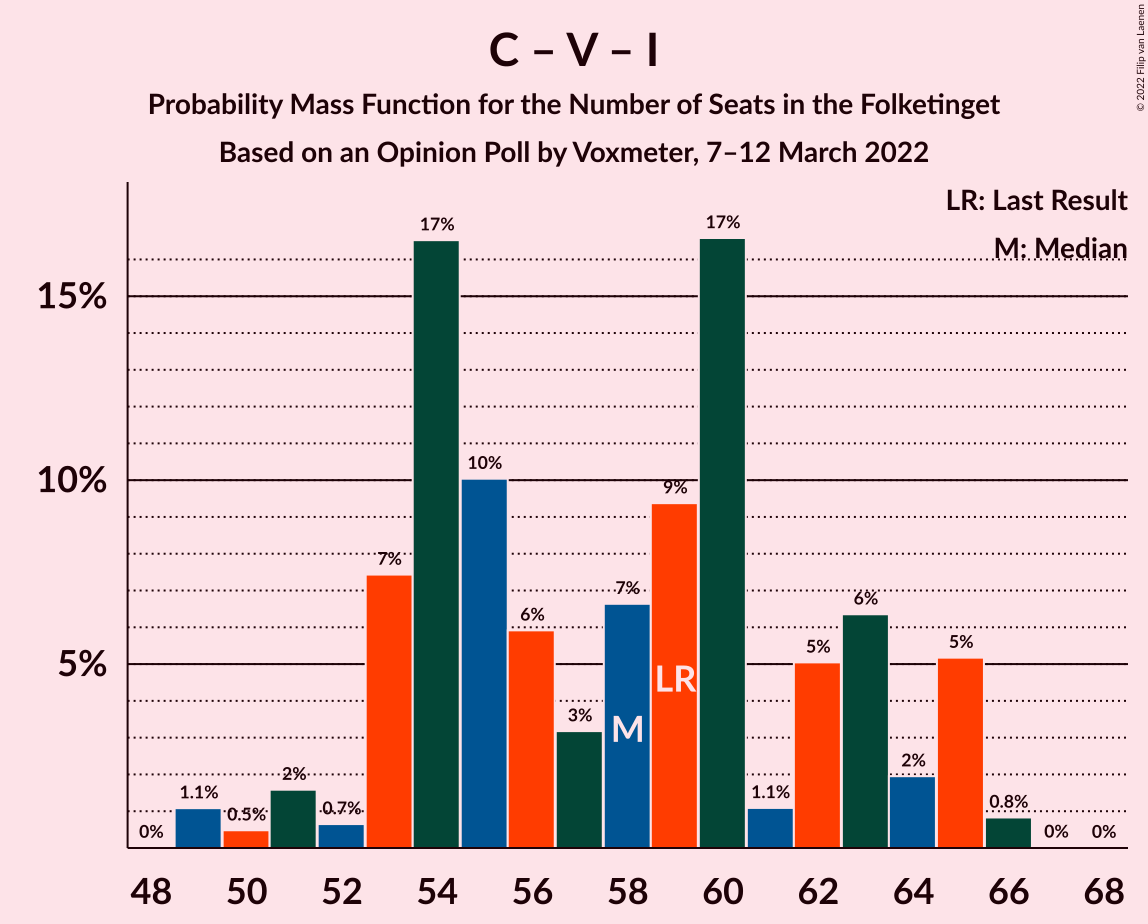 C – V – I
Probability Mass Function for the Number of Seats in the Folketinget
Based on an Opinion Poll by Voxmeter, 7–12 March 2022
© 2022 Filip van Laenen
LR: Last Result
M: Median
15%
10%
5%
0%
1.1%
0.5%
2%
0.7%
7%
17%
10%
6%
3%
7%
9%
17%
1.1%
5%
6%
2%
5%
0.8%
0%
0%
M
LR
48 50 52 54 56 58 60 62 64 66 68